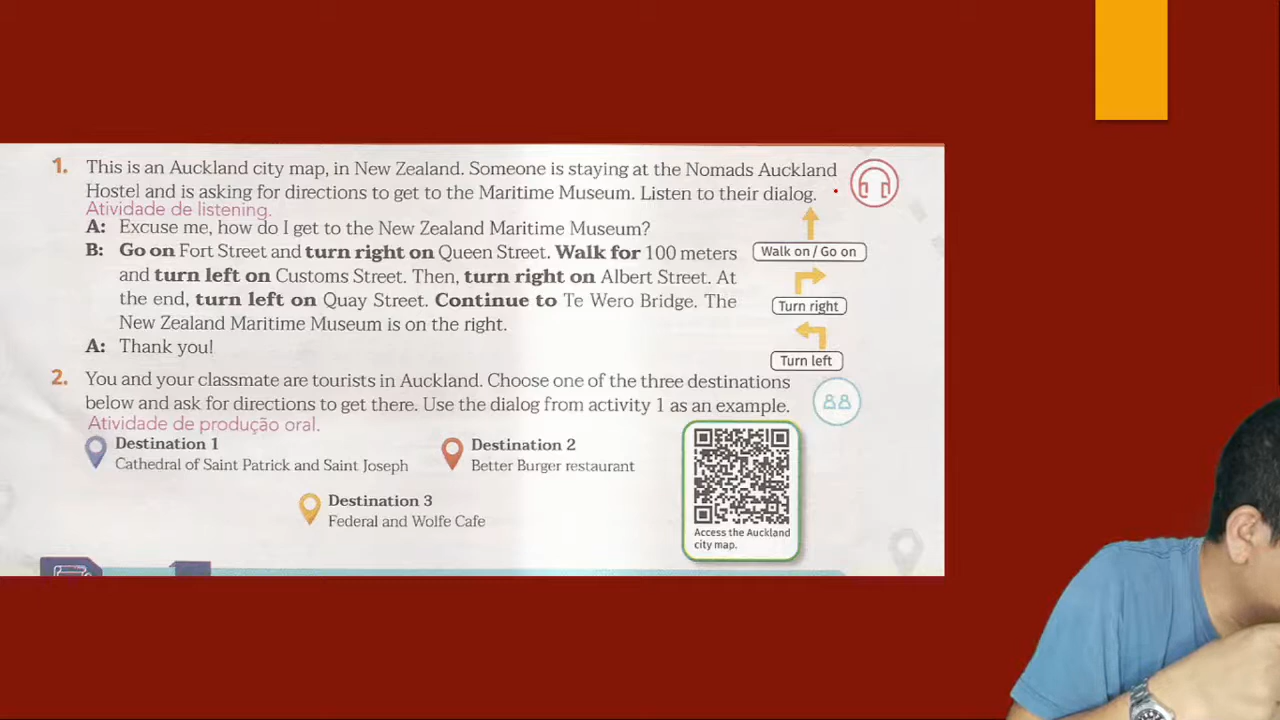 1. This is an Auckland city map, in New Zealand. Someone is staying at the Nomads Auckland
Hostel and is asking for directions to get to the Maritime Museum. Listen to their dialog.
Atividade de listening.
A: Excuse me, how do I get to the New Zealand Maritime Museum?
B: Go on Fort Street and turn right on Queen Street. Walk for 100 meters
and turn left on Customs Street. Then, turn right on Albert Street. At
the end, turn left on Quay Street. Continue to Te Wero Bridge. The
New Zealand Maritime Museum is on the right.
A: Thank you!
Walk on / Go on
Turn right
Turn left
2. You and your classmate are tourists in Auckland. Choose one of the three destinations
below and ask for directions to get there. Use the dialog from activity 1 as an example.
Atividade de produção oral.
Destination 1
Cathedral of Saint Patrick and Saint Joseph
Destination 2
Better Burger restaurant
Destination 3
Federal and Wolfe Cafe
Access the Auckland
city map.